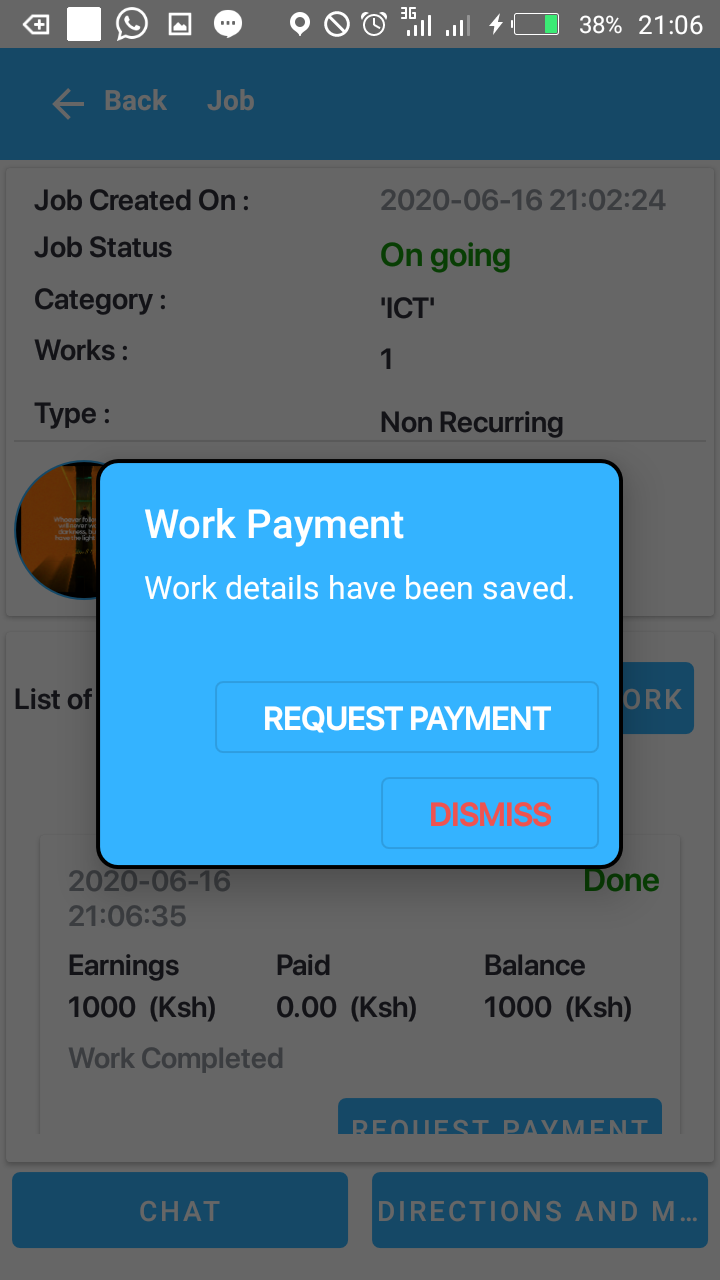 3G
38%
21:06
Back
Job
Job Created On :
2020-06-16 21:02:24
Job Status
On going
Category :
'ICT'
Works :
1
Type :
Non Recurring
Work Payment
Work details have been saved.
List of
ORK
REQUEST PAYMENT
DISMISS
2020-06-16
21:06:35
Done
Earnings
Paid
Balance
1000 (Ksh)
0.00 (Ksh)
1000 (Ksh)
Work Completed
REQUEST PAYMENT
CHAT
DIRECTIONS AND M...